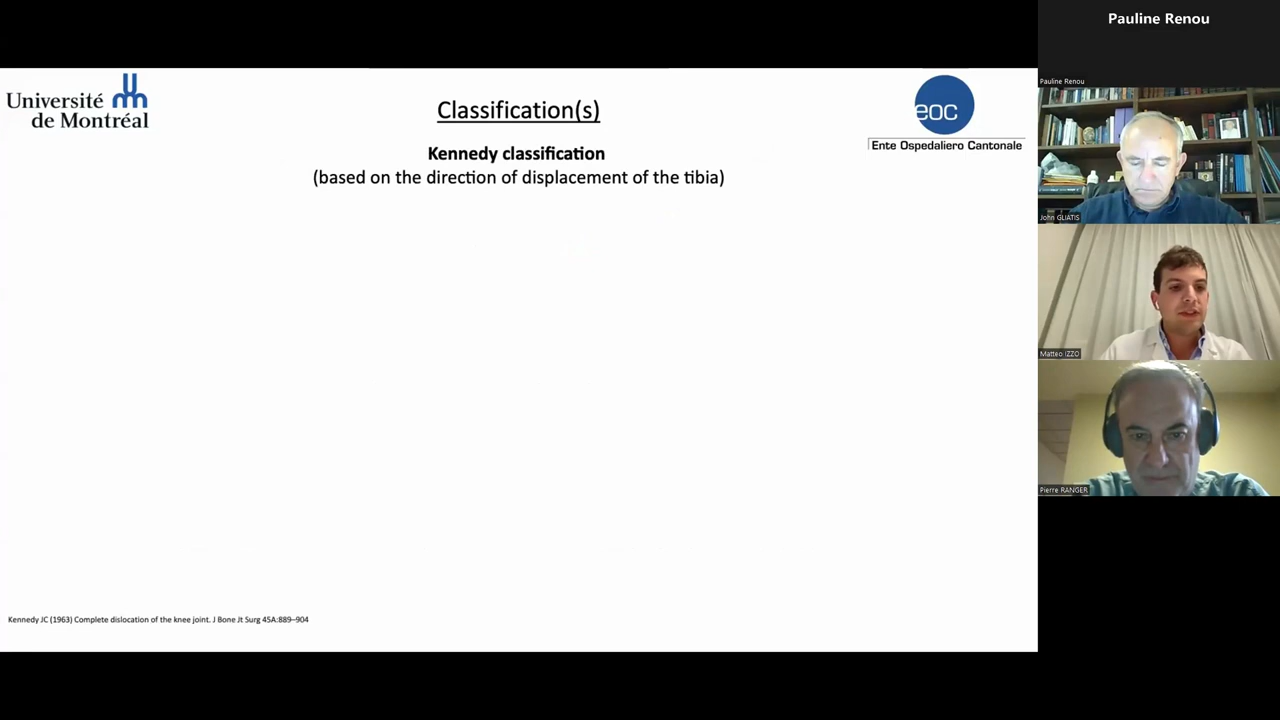 Université
de Montréal
Classification(s)
eoc
Ente Ospedaliero Cantonale
Kennedy classification
(based on the direction of displacement of the tibia)
Kennedy JC (1963) Complete dislocation of the knee joint. J Bone Jt Surg 45A:889–904
Pauline Renou
Pauline Renou
John GLIATIS
Matteo IZZO
Pierre RANGER